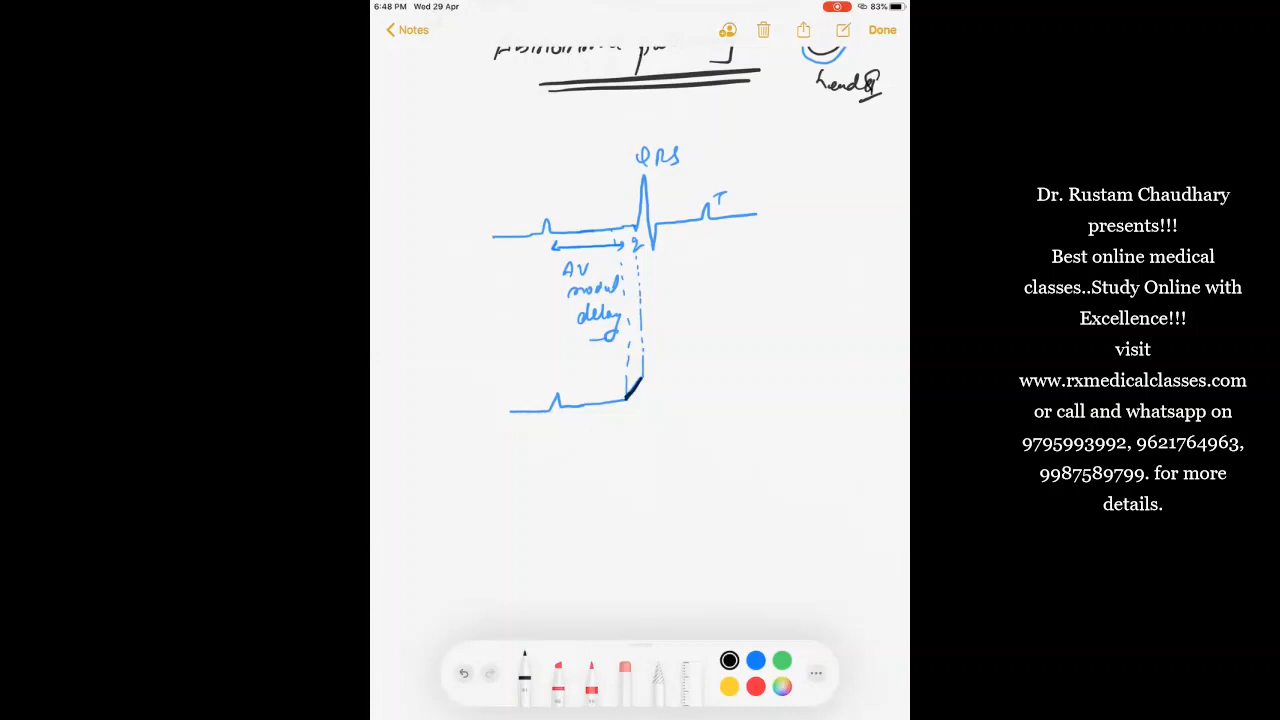 6:48 PM Wed 29 Apr
83%
Notes
Done
Lead II
QRS
T
q
AV
nodal
delay
Dr. Rustam Chaudhary
presents!!!
Best online medical
classes..Study Online with
Excellence!!!
visit
www.rxmedicalclasses.com
or call and whatsapp on
9795993992, 9621764963,
9987589799. for more
details.